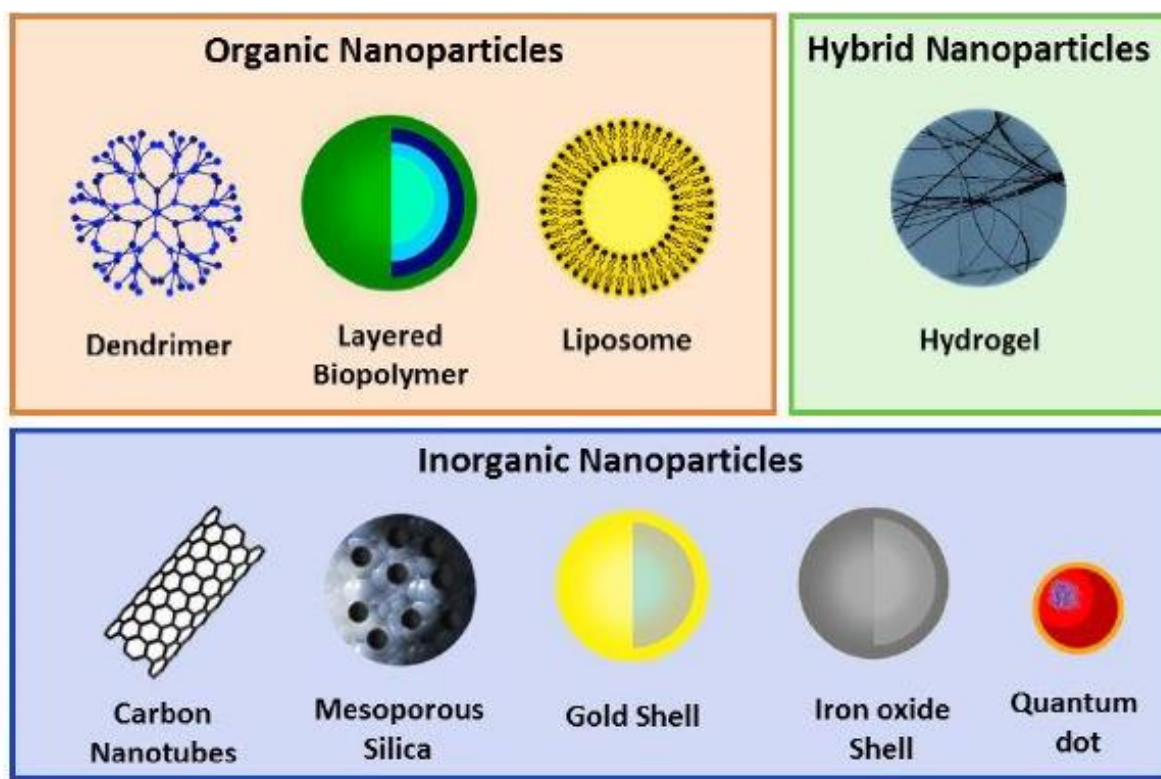 Organic Nanoparticles
Dendrimer
Layered
Biopolymer
Liposome
Hybrid Nanoparticles
Hydrogel
Inorganic Nanoparticles
Carbon
Nanotubes
Mesoporous
Silica
Gold Shell
Iron oxide
Shell
Quantum
dot